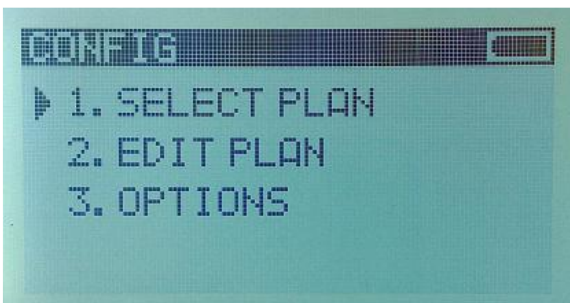 CONFIG
1. SELECT PLAN
2. EDIT PLAN
3. OPTIONS